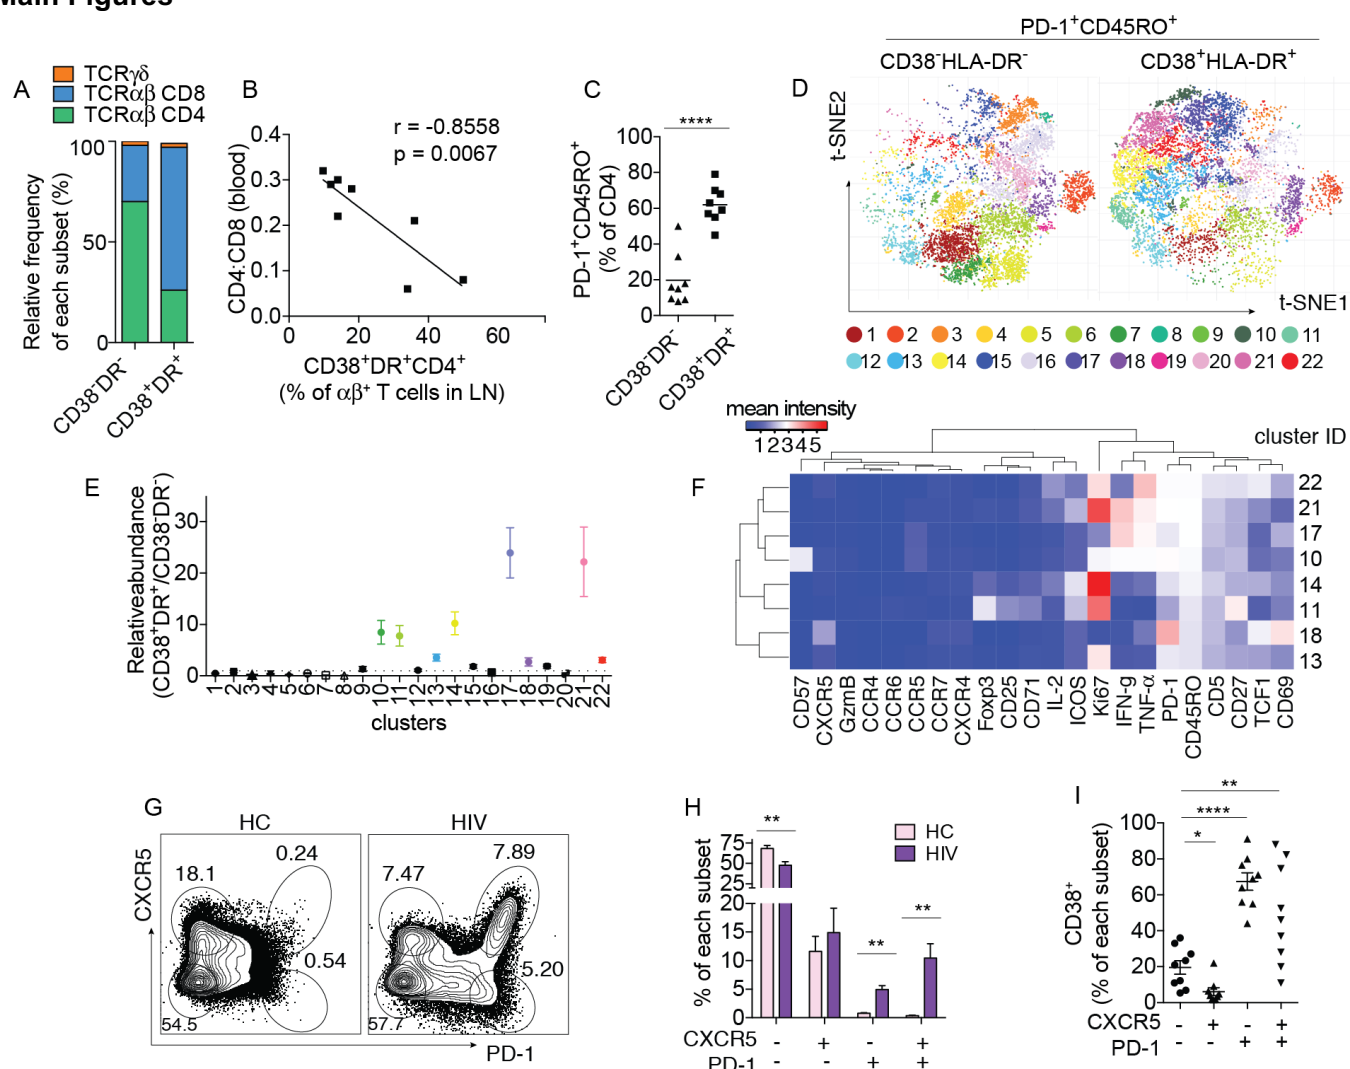 Main Figures
A
TCRγδ
TCRαβ CD8
TCRαβ CD4
Relative frequency
of each subset (%)
100
50
0
CD38⁻DR⁻
CD38⁺DR⁺
B
r = -0.8558
p = 0.0067
CD4:CD8 (blood)
0.4
0.3
0.2
0.1
0.0
0 20 40 60
CD38⁺DR⁺CD4⁺
(% of αβ⁺ T cells in LN)
C
****
PD-1⁺CD45RO⁺
(% of CD4)
100
80
60
40
20
0
CD38⁻DR⁻
CD38⁺DR⁺
D
PD-1⁺CD45RO⁺
CD38⁻HLA-DR⁻ CD38⁺HLA-DR⁺
t-SNE2
t-SNE1
1 2 3 4 5 6 7 8 9 10 11
12 13 14 15 16 17 18 19 20 21 22
E
Relativeabundance
(CD38⁺DR⁺/CD38⁻DR⁻)
30
20
10
0
1 2 3 4 5 6 7 8 9 10 11 12 13 14 15 16 17 18 19 20 21 22
clusters
F
mean intensity
12345
cluster ID
22
21
17
10
14
11
18
13
CD57 CXCR5 GzmB CCR4 CCR6 CCR5 CCR7 CXCR4 Foxp3 CD25 CD71 IL-2 ICOS Ki67 IFN-g TNF-α PD-1 CD45RO CD5 CD27 TCF1 CD69
G
HC HIV
CXCR5
18.1 0.24
0.54
54.5
7.47 7.89
5.20
57.7
PD-1
H
HC
HIV
** ** **
% of each subset
75
50
25
20
15
10
5
0
CXCR5 - + - +
PD-1 - - + +
I
**
****
*
CD38⁺
(% of each subset)
100
80
60
40
20
0
CXCR5 - + - +
PD-1 - - + +